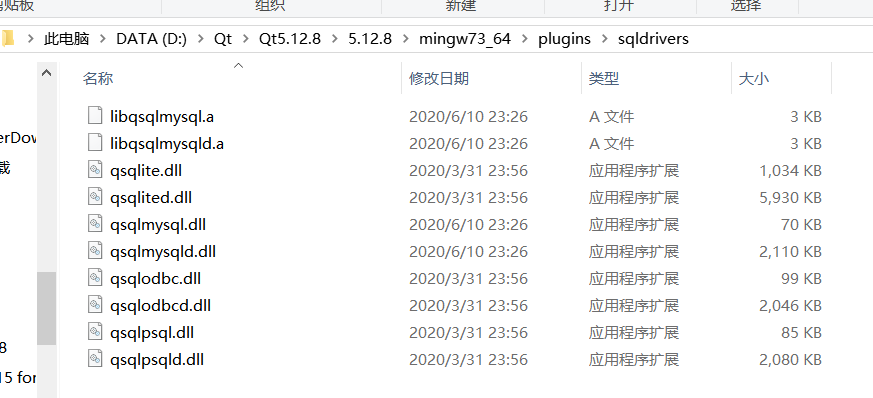 剪贴板 组织 新建 打开 选择
此电脑 DATA (D:) Qt Qt5.12.8 5.12.8 mingw73_64 plugins sqldrivers
名称 修改日期 类型 大小
libqsqlmysql.a 2020/6/10 23:26 A 文件 3 KB
libqsqlmysqld.a 2020/6/10 23:26 A 文件 3 KB
qsqlite.dll 2020/3/31 23:56 应用程序扩展 1,034 KB
qsqlited.dll 2020/3/31 23:56 应用程序扩展 5,930 KB
qsqlmysql.dll 2020/6/10 23:26 应用程序扩展 70 KB
qsqlmysqld.dll 2020/6/10 23:26 应用程序扩展 2,110 KB
qsqlodbc.dll 2020/3/31 23:56 应用程序扩展 99 KB
qsqlodbcd.dll 2020/3/31 23:56 应用程序扩展 2,046 KB
qsqlpsql.dll 2020/3/31 23:56 应用程序扩展 85 KB
qsqlpsqld.dll 2020/3/31 23:56 应用程序扩展 2,080 KB
erDow
载
8
15 for